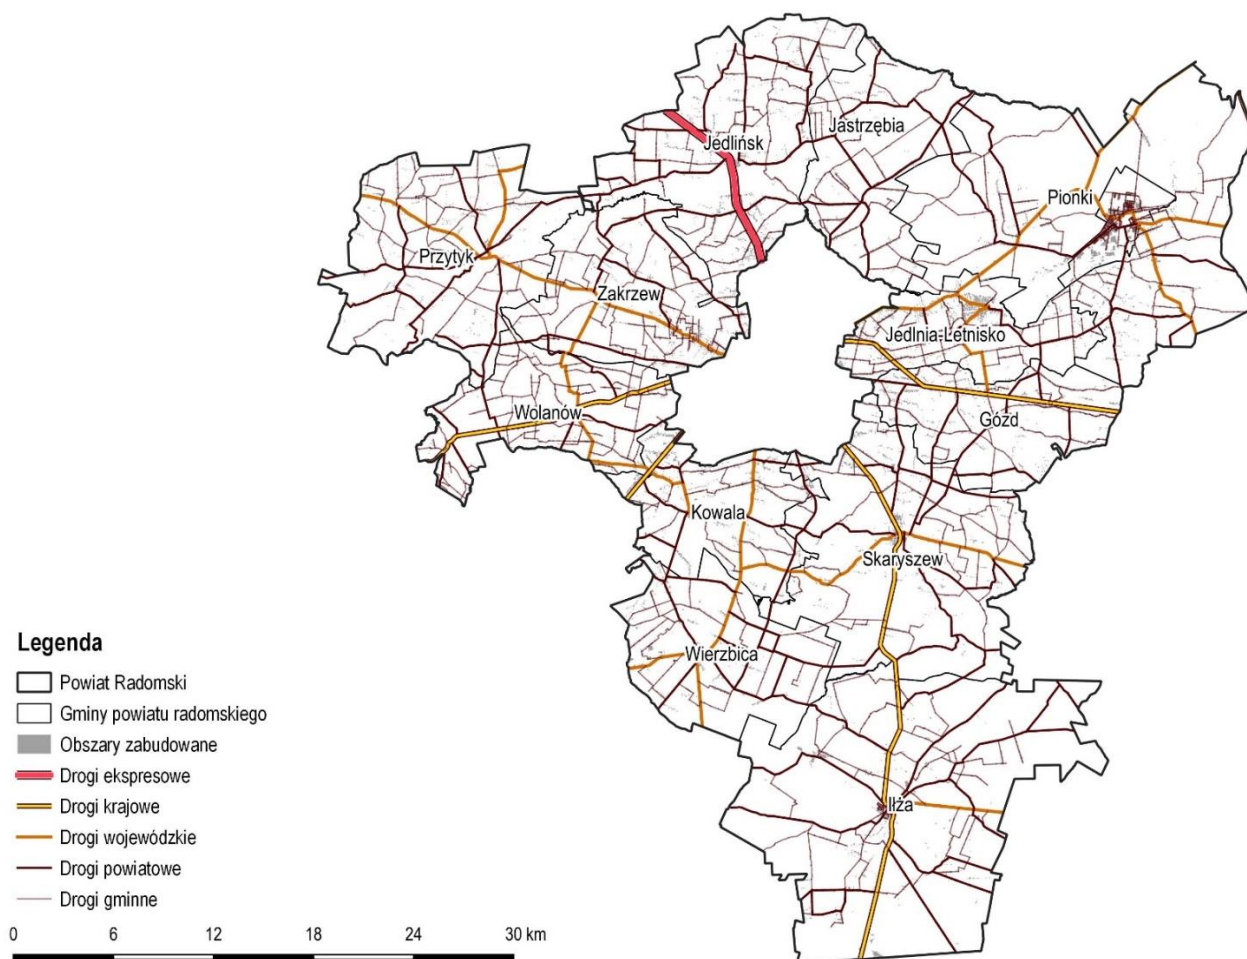 Jastrzębia
Jedlińsk
Pionki
Przytyk
Zakrzew
Jedlnia-Letnisko
Wolanów
Gózd
Kowala
Skaryszew
Wierzbica
Iłża
Legenda
Powiat Radomski
Gminy powiatu radomskiego
Obszary zabudowane
Drogi ekspresowe
Drogi krajowe
Drogi wojewódzkie
Drogi powiatowe
Drogi gminne
0 6 12 18 24 30 km